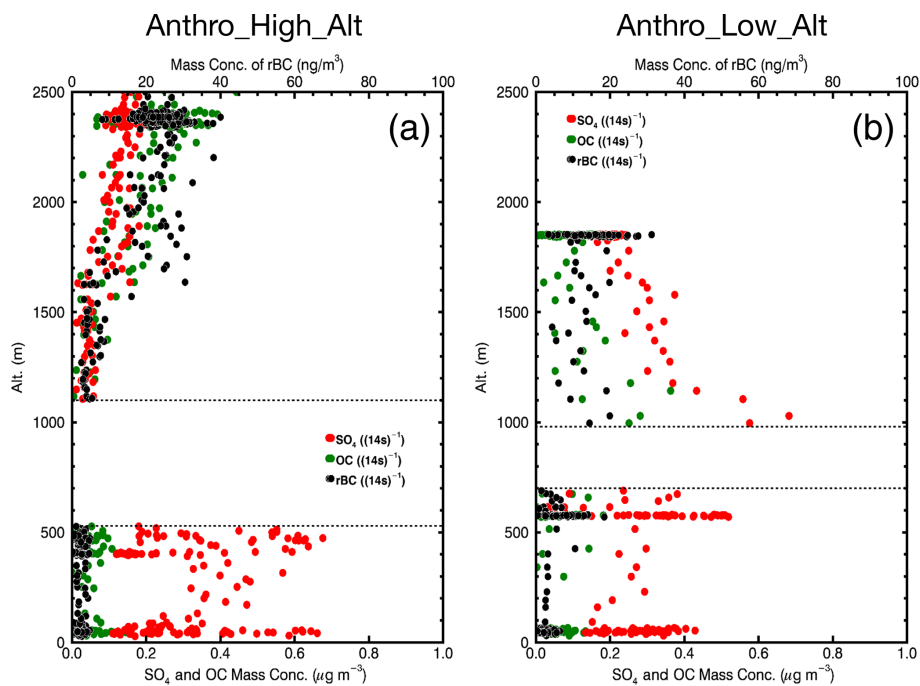 Anthro_High_Alt
Mass Conc. of rBC (ng/m³)
0 20 40 60 80 100
2500
2000
1500
1000
500
0
Alt. (m)
(a)
SO₄ ((14s)⁻¹
OC ((14s)⁻¹
rBC ((14s)⁻¹
0.0 0.2 0.4 0.6 0.8 1.0
SO₄ and OC Mass Conc. (μg m⁻³)
Anthro_Low_Alt
Mass Conc. of rBC (ng/m³)
0 20 40 60 80 100
2500
2000
1500
1000
500
0
Alt. (m)
(b)
SO₄ ((14s)⁻¹
OC ((14s)⁻¹
rBC ((14s)⁻¹
0.0 0.2 0.4 0.6 0.8 1.0
SO₄ and OC Mass Conc. (μg m⁻³)